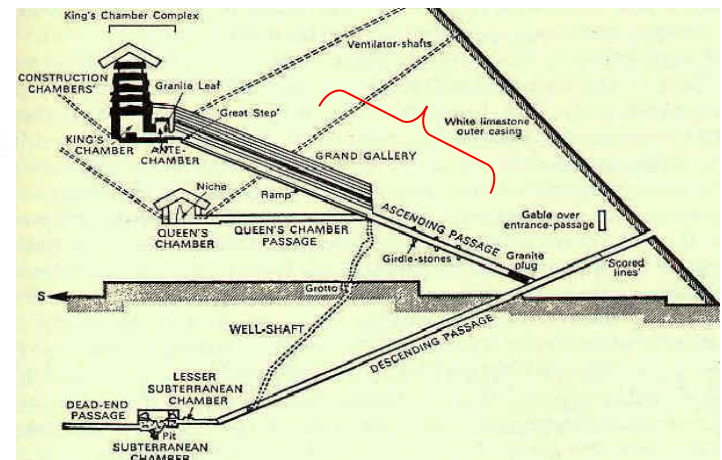 King's Chamber Complex
Ventilator-shafts
CONSTRUCTION
CHAMBERS'
Granite Leaf
'Great Step'
White limestone
outer casing
KING'S
CHAMBER
ANTE-
CHAMBER
GRAND GALLERY
Niche
Ramp
ASCENDING PASSAGE
Gable over
entrance-passage
QUEEN'S
CHAMBER
QUEEN'S CHAMBER
PASSAGE
Girdle-stones
Granite
plug
'Scored
lines'
S
Grotto
WELL-SHAFT
DESCENDING PASSAGE
LESSER
SUBTERRANEAN
CHAMBER
DEAD-END
PASSAGE
Pit
SUBTERRANEAN
CHAMBER